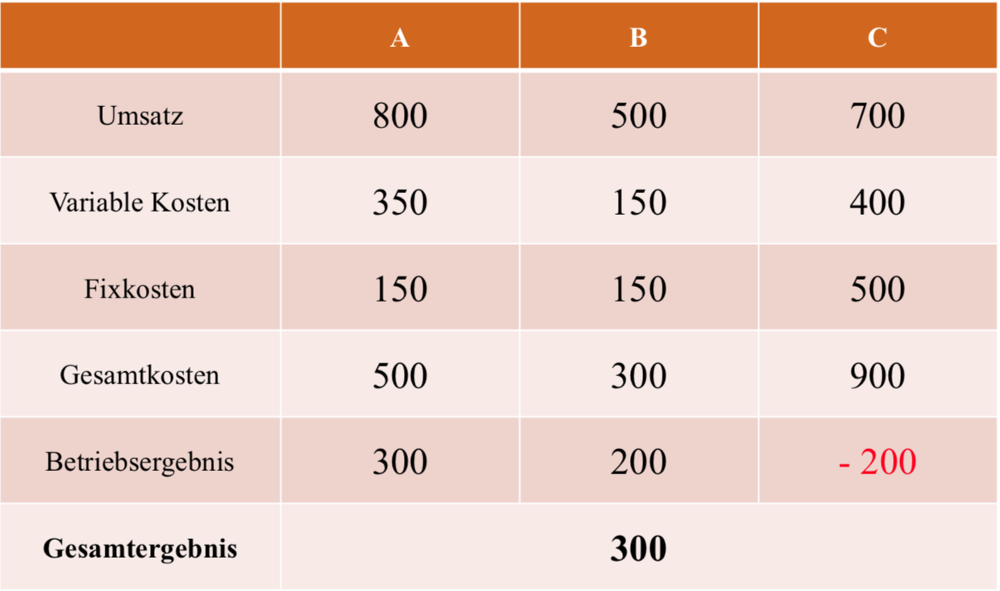 A B C
Umsatz 800 500 700
Variable Kosten 350 150 400
Fixkosten 150 150 500
Gesamtkosten 500 300 900
Betriebsergebnis 300 200 - 200
Gesamtergebnis 300